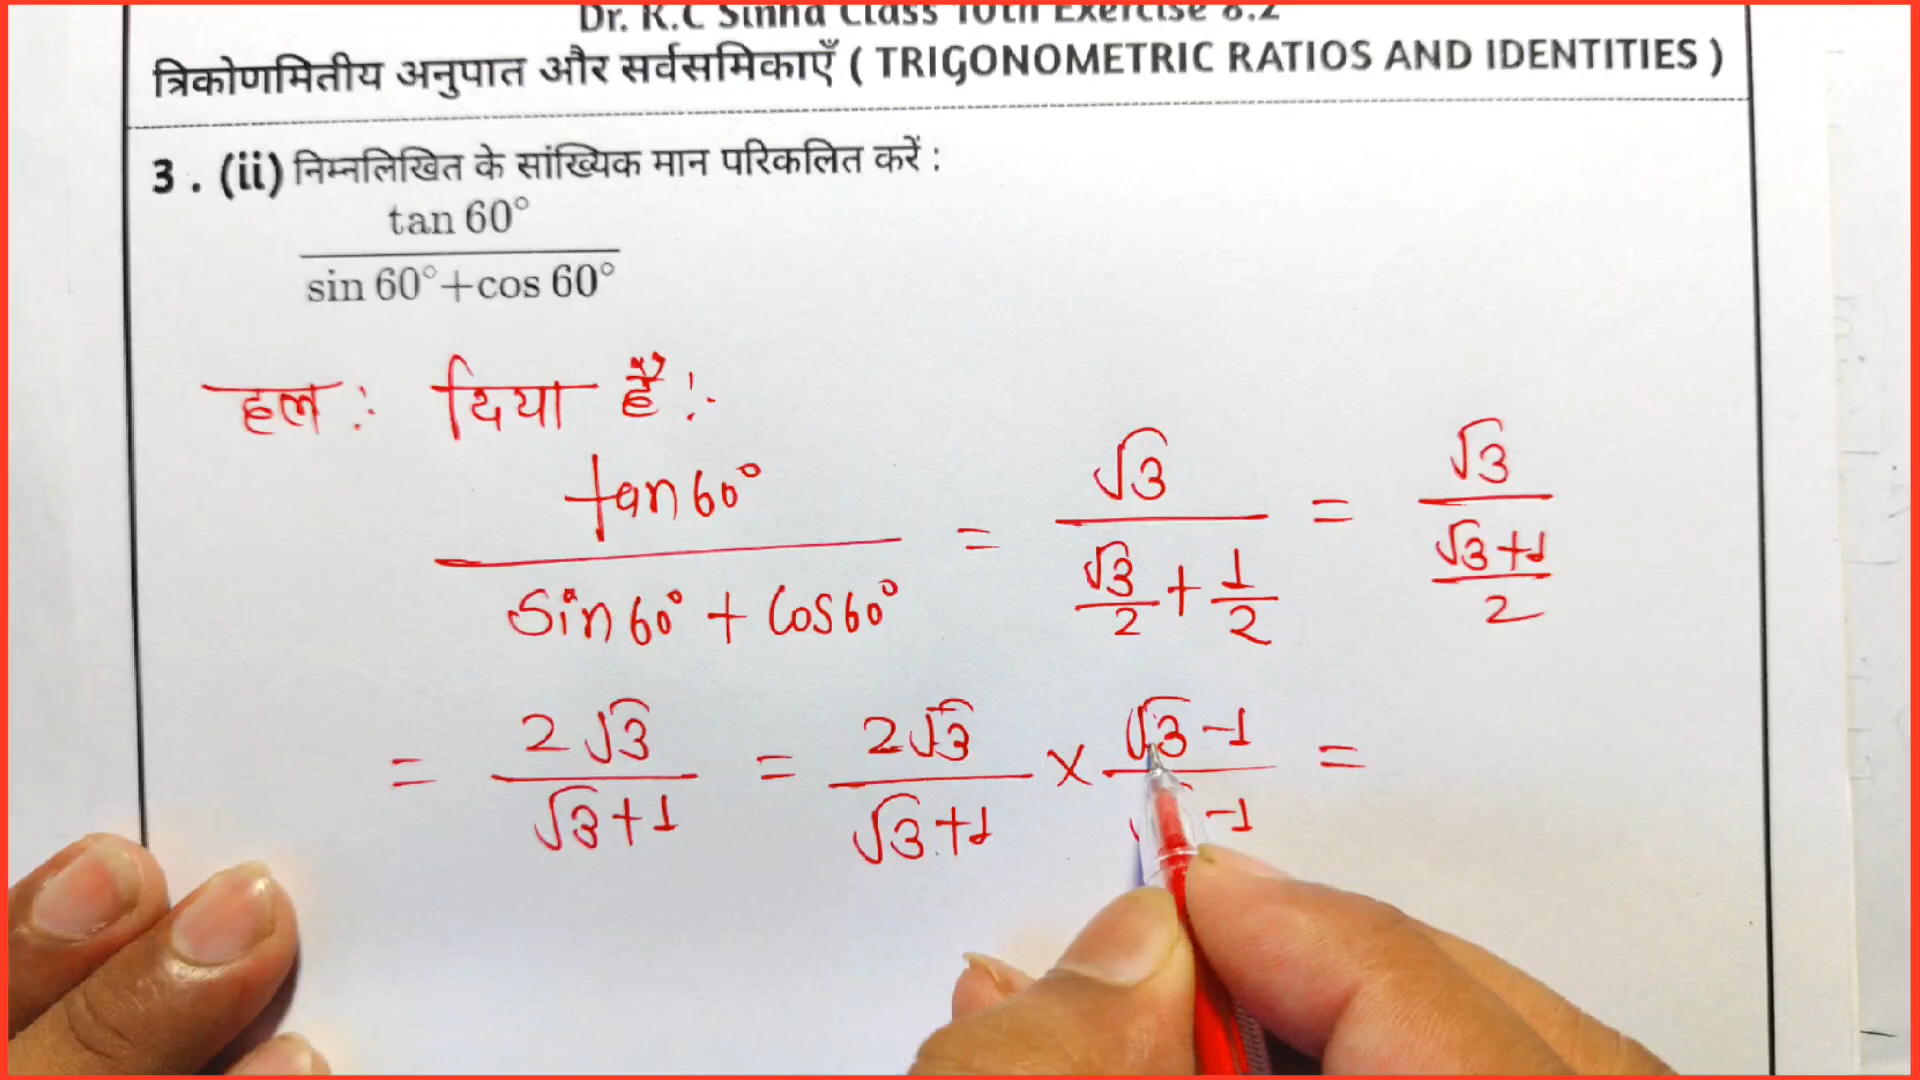 Dr. K.C Sinha Class 10th Exercise 8.2
त्रिकोणमितीय अनुपात और सर्वसमिकाएँ ( TRIGONOMETRIC RATIOS AND IDENTITIES )
3 . (ii) निम्नलिखित के सांख्यिक मान परिकलित करें :
tan 60°
sin 60°+cos 60°
हल : दिया है :-
tan 60° / (sin 60° + cos 60°) = √3 / (√3/2 + 1/2) = √3 / ((√3+1)/2)
= 2√3 / (√3+1) = 2√3 / (√3+1) × (√3-1) / ( -1) =